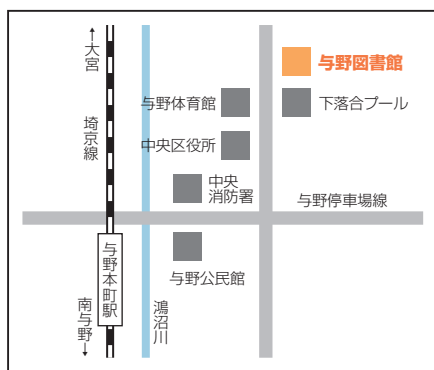 ↑大宮
埼京線
与野図書館
与野体育館
下落合プール
中央区役所
中央
消防署
与野停車場線
与野本町駅
与野公民館
南与野↓
鴻沼川